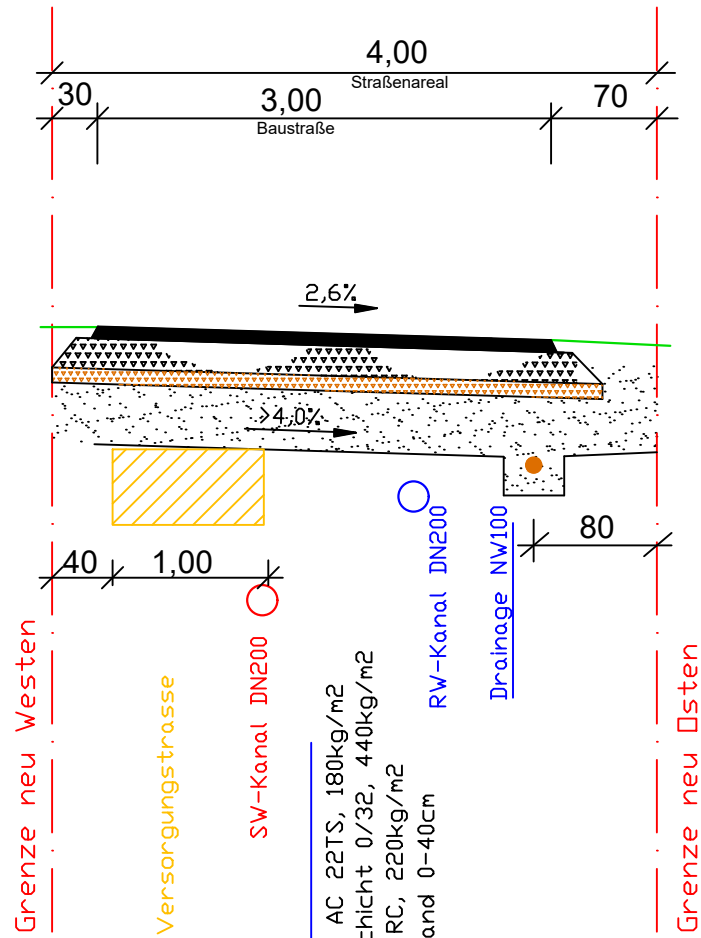 4,00
Straßenareal
30
3,00
70
Baustraße
2,6%
>4,0%
80
40
1,00
Grenze neu Westen
Versorgungstrasse
SW-Kanal DN200
AC 22TS, 180kg/m2
chicht 0/32, 440kg/m2
RC, 220kg/m2
and 0-40cm
RW-Kanal DN200
Drainage NW100
Grenze neu Osten